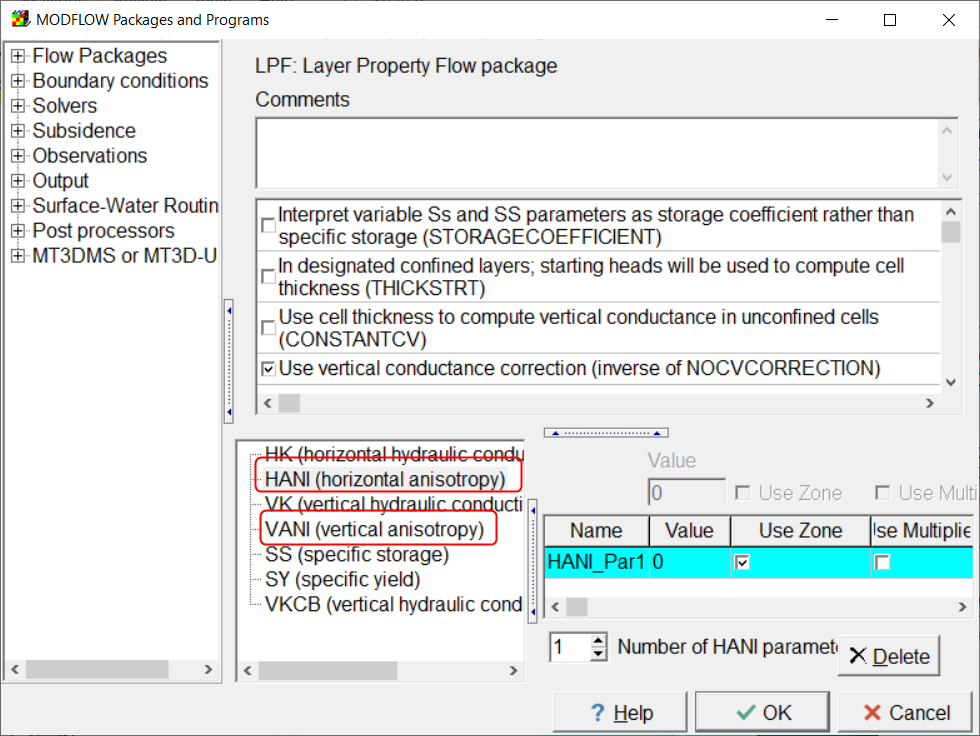 MODFLOW Packages and Programs
Flow Packages
Boundary conditions
Solvers
Subsidence
Observations
Output
Surface-Water Routin
Post processors
MT3DMS or MT3D-U
LPF: Layer Property Flow package
Comments
Interpret variable Ss and SS parameters as storage coefficient rather than
specific storage (STORAGECOEFFICIENT)
In designated confined layers; starting heads will be used to compute cell
thickness (THICKSTRT)
Use cell thickness to compute vertical conductance in unconfined cells
(CONSTANTCV)
Use vertical conductance correction (inverse of NOCVCORRECTION)
HK (horizontal hydraulic condu
HANI (horizontal anisotropy)
VK (vertical hydraulic conducti
VANI (vertical anisotropy)
SS (specific storage)
SY (specific yield)
VKCB (vertical hydraulic cond
Value
0 Use Zone Use Multi
Name Value Use Zone Use Multiplie
HANI_Par1 0
1 Number of HANI paramete
Delete
Help OK Cancel